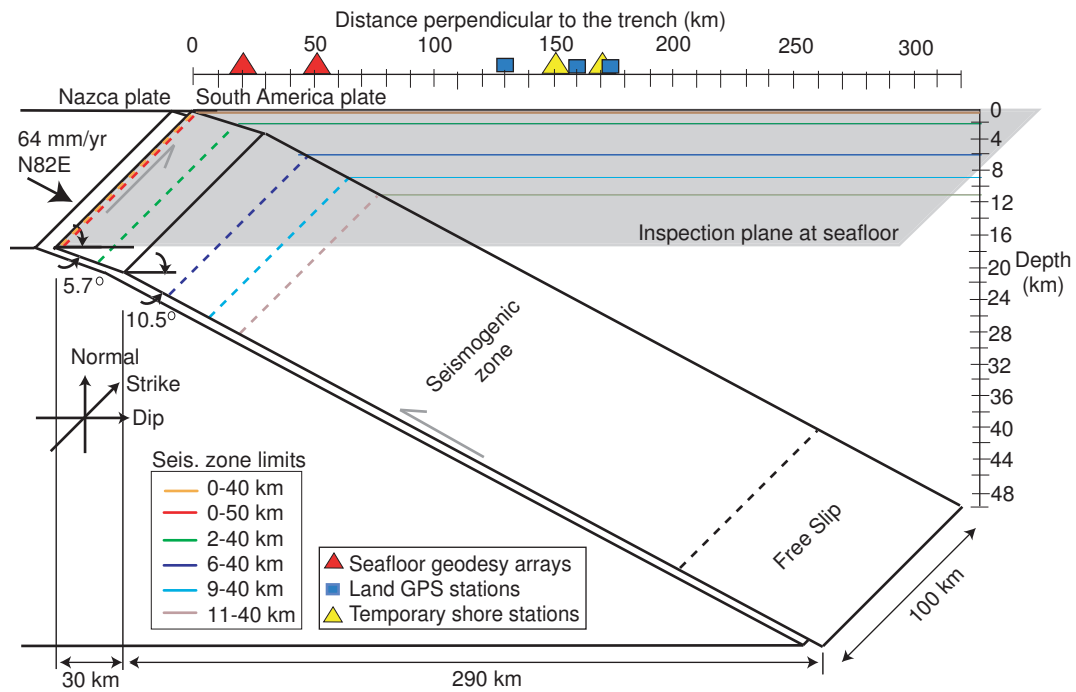 Distance perpendicular to the trench (km)
0 50 100 150 200 250 300
Nazca plate South America plate
64 mm/yr
N82E
0
4
8
12
16
20
24
28
32
36
40
44
48
Depth
(km)
Inspection plane at seafloor
5.7°
10.5°
Seismogenic
zone
Normal
Strike
Dip
Seis. zone limits
0-40 km
0-50 km
2-40 km
6-40 km
9-40 km
11-40 km
Seafloor geodesy arrays
Land GPS stations
Temporary shore stations
Free Slip
100 km
30 km
290 km